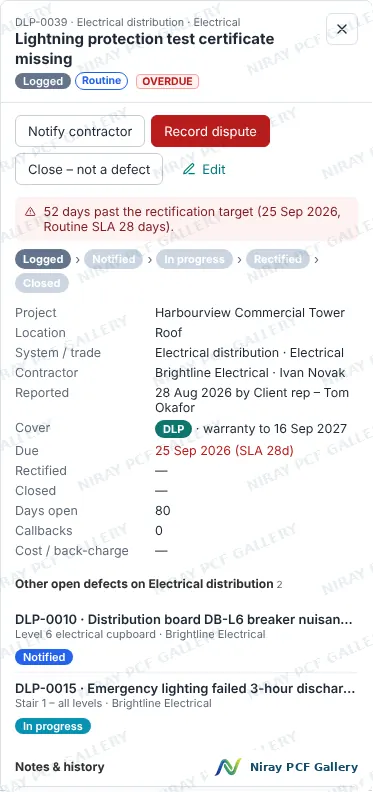 DLP-0039 · Electrical distribution · Electrical
Lightning protection test certificate
missing
Logged Routine OVERDUE
Notify contractor Record dispute
Close – not a defect Edit
52 days past the rectification target (25 Sep 2026,
Routine SLA 28 days).
Logged › Notified › In progress › Rectified ›
Closed
Project Harbourview Commercial Tower
Location Roof
System / trade Electrical distribution · Electrical
Contractor Brightline Electrical · Ivan Novak
Reported 28 Aug 2026 by Client rep – Tom
Okafor
Cover DLP · warranty to 16 Sep 2027
Due 25 Sep 2026 (SLA 28d)
Rectified —
Closed —
Days open 80
Callbacks 0
Cost / back-charge —
Other open defects on Electrical distribution 2
DLP-0010 · Distribution board DB-L6 breaker nuisan...
Level 6 electrical cupboard · Brightline Electrical
Notified
DLP-0015 · Emergency lighting failed 3-hour dischar...
Stair 1 – all levels · Brightline Electrical
In progress
Notes & history Niray PCF Gallery
NIRAY PCF GALLERY